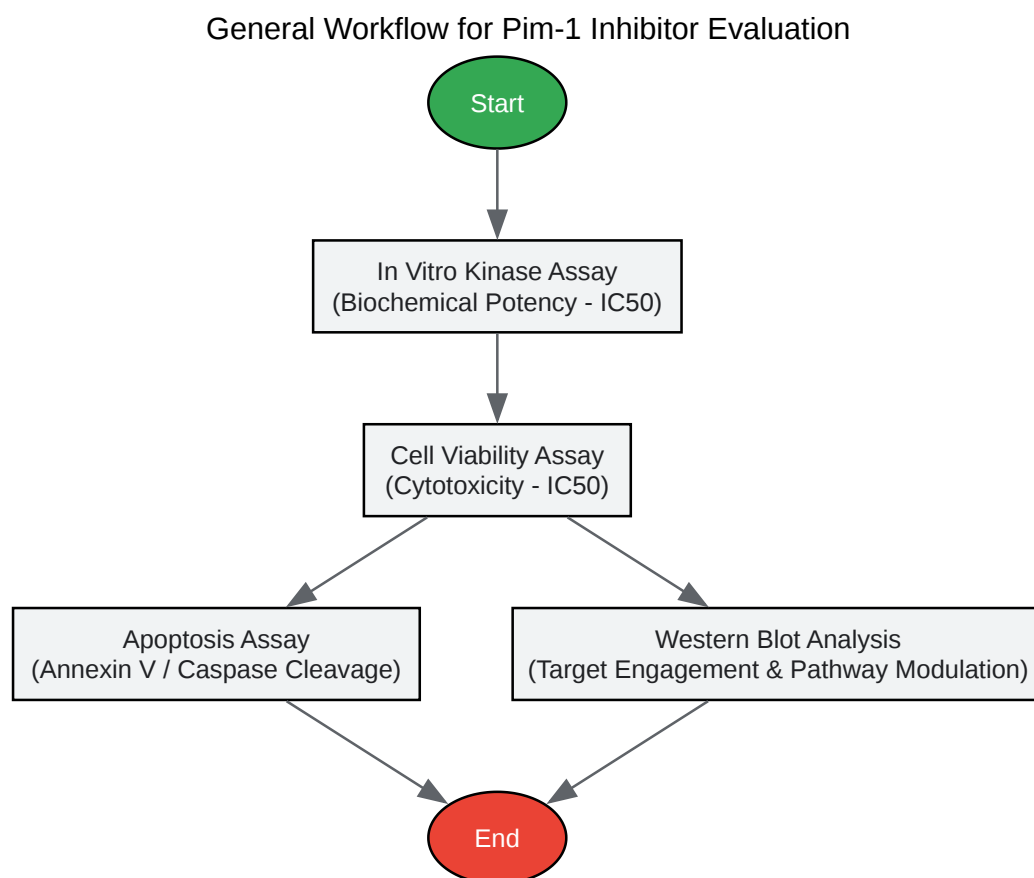 General Workflow for Pim-1 Inhibitor Evaluation
Start
In Vitro Kinase Assay
(Biochemical Potency - IC50)
Cell Viability Assay
(Cytotoxicity - IC50)
Apoptosis Assay
(Annexin V / Caspase Cleavage)
Western Blot Analysis
(Target Engagement & Pathway Modulation)
End